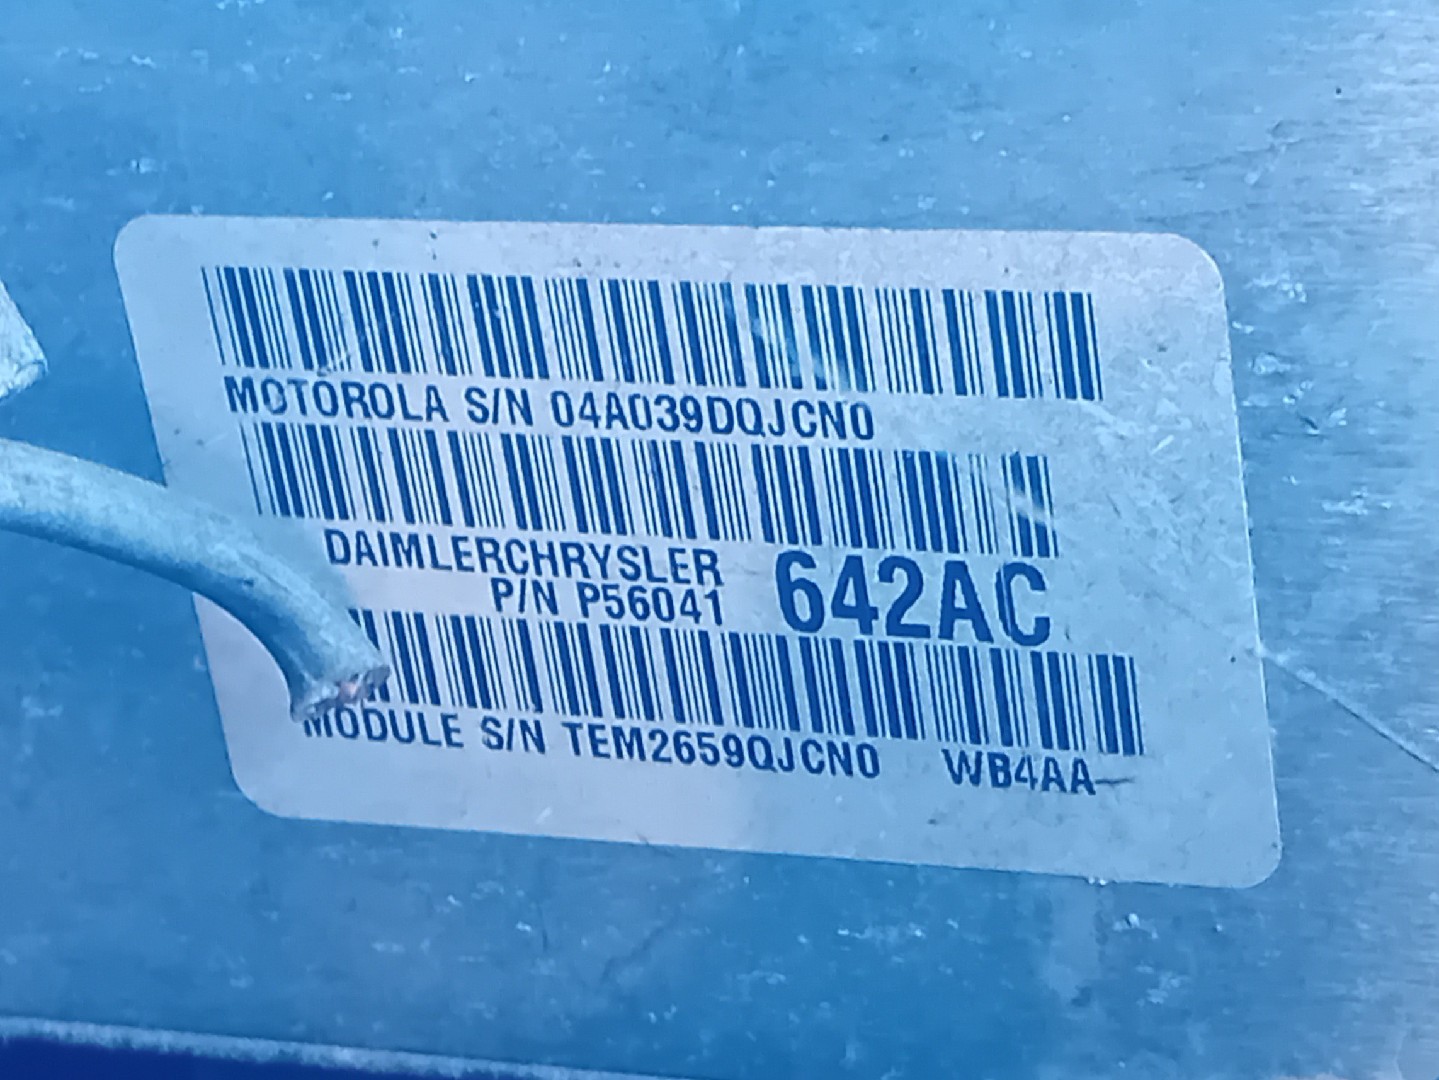 MOTOROLA S/N 04A039DQJCN0
DAIMLERCHRYSLER
P/N P56041 642AC
MODULE S/N TEM2659QJCN0 WB4AA